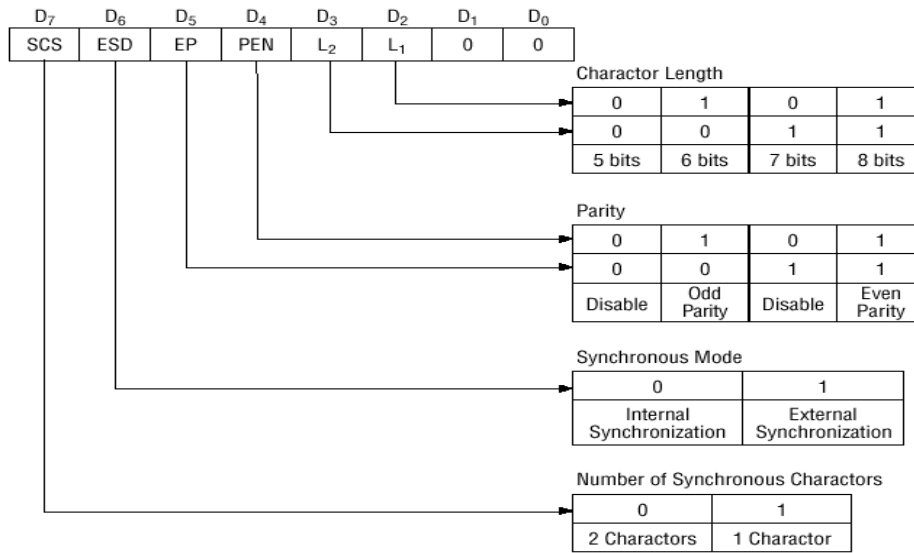 D7 D6 D5 D4 D3 D2 D1 D0
SCS ESD EP PEN L2 L1 0 0
Charactor Length
0 1 0 1
0 0 1 1
5 bits 6 bits 7 bits 8 bits
Parity
0 1 0 1
0 0 1 1
Disable Odd Parity Disable Even Parity
Synchronous Mode
0 1
Internal Synchronization External Synchronization
Number of Synchronous Charactors
0 1
2 Charactors 1 Charactor